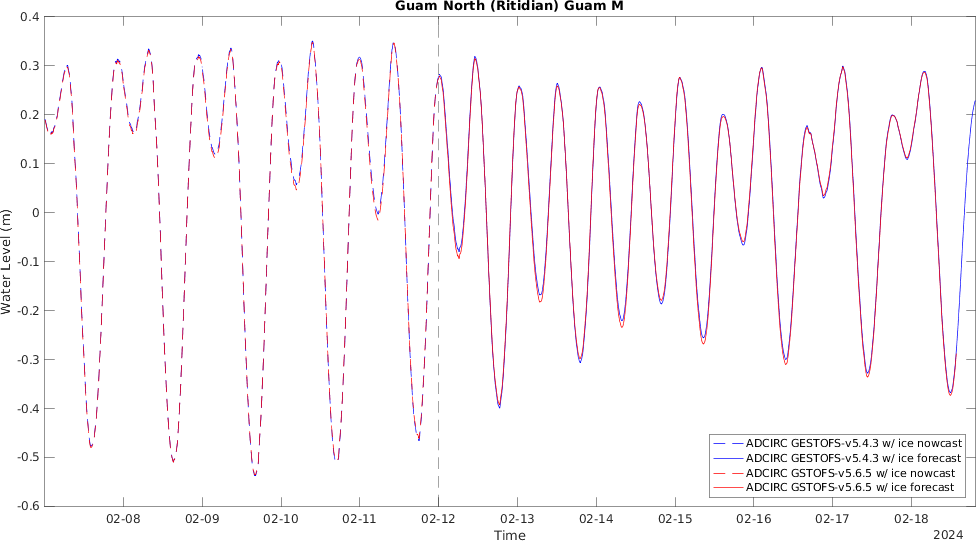 Guam North (Ritidian) Guam M
0.4
0.3
0.2
0.1
0
-0.1
-0.2
-0.3
-0.4
-0.5
-0.6
Water Level (m)
ADCIRC GESTOFS-v5.4.3 w/ ice nowcast
ADCIRC GESTOFS-v5.4.3 w/ ice forecast
ADCIRC GSTOFS-v5.6.5 w/ ice nowcast
ADCIRC GSTOFS-v5.6.5 w/ ice forecast
02-08 02-09 02-10 02-11 02-12 02-13 02-14 02-15 02-16 02-17 02-18
Time
2024